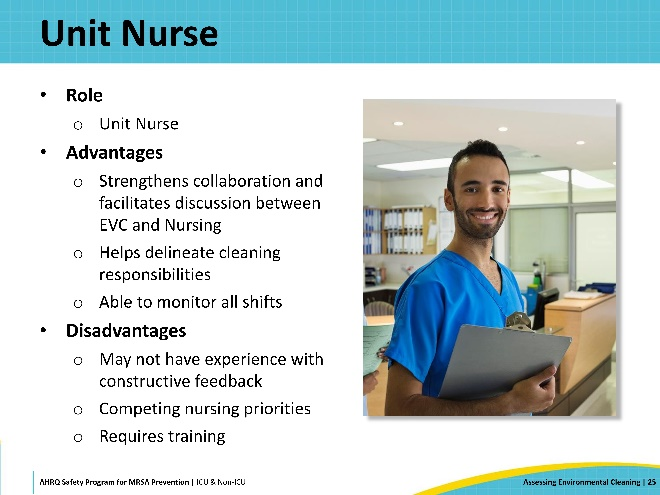 Unit Nurse
• Role
o Unit Nurse
• Advantages
o Strengthens collaboration and
facilitates discussion between
EVC and Nursing
o Helps delineate cleaning
responsibilities
o Able to monitor all shifts
• Disadvantages
o May not have experience with
constructive feedback
o Competing nursing priorities
o Requires training
AHRQ Safety Program for MRSA Prevention | ICU & Non-ICU
Assessing Environmental Cleaning | 25